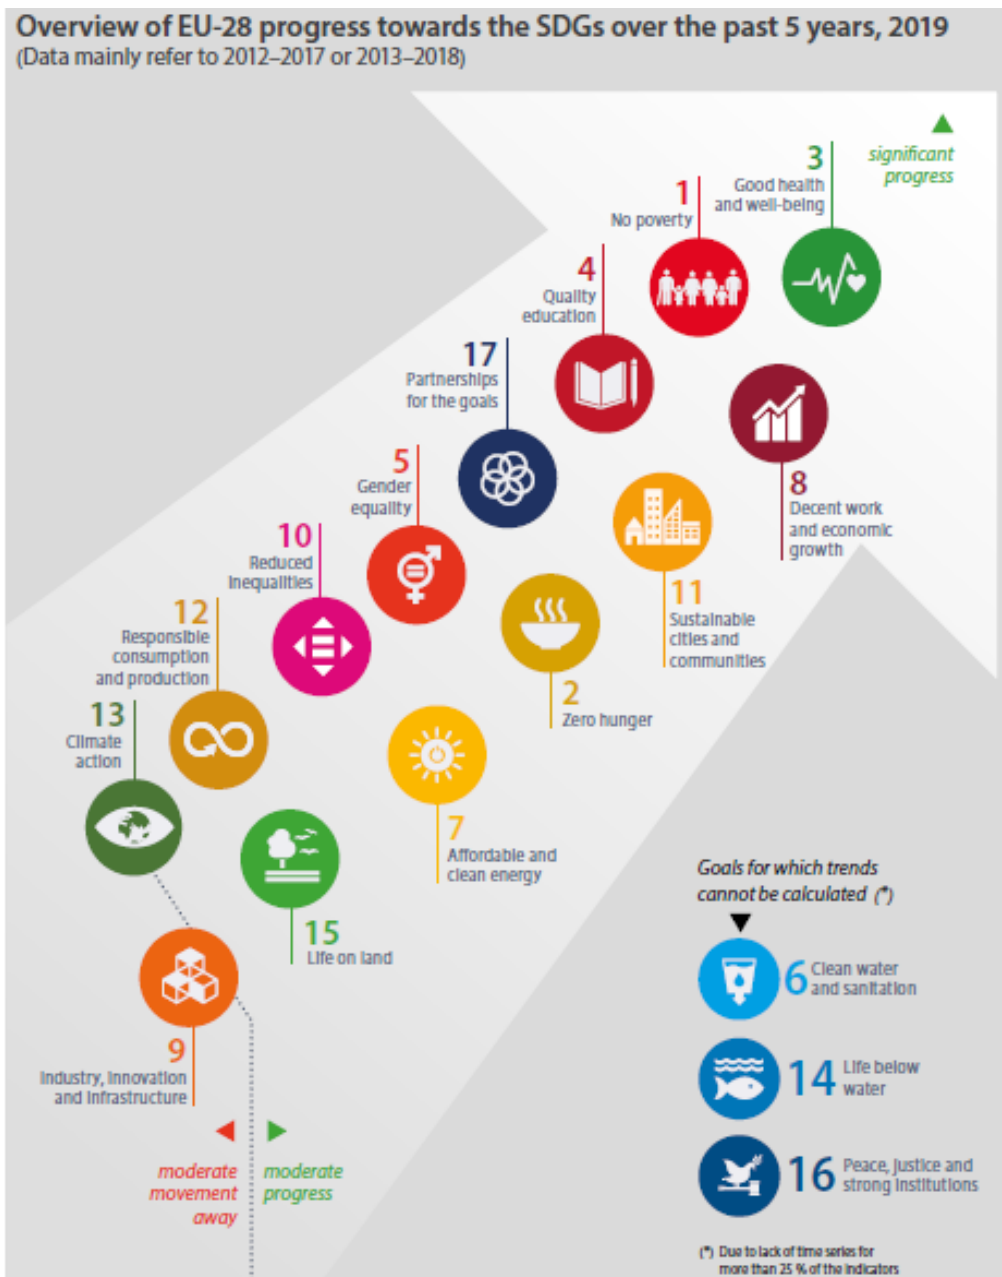 Overview of EU-28 progress towards the SDGs over the past 5 years, 2019
(Data mainly refer to 2012–2017 or 2013–2018)
significant
progress
3
Good health
and well-being
1
No poverty
4
Quality
education
17
Partnerships
for the goals
8
Decent work
and economic
growth
5
Gender
equality
11
Sustainable
cities and
communities
10
Reduced
inequalities
2
Zero hunger
12
Responsible
consumption
and production
13
Climate
action
7
Affordable and
clean energy
15
Life on land
9
Industry, innovation
and infrastructure
moderate
movement
away
moderate
progress
Goals for which trends
cannot be calculated (*)
6
Clean water
and sanitation
14
Life below
water
16
Peace, justice and
strong institutions
(*) Due to lack of time series for
more than 25 % of the indicators